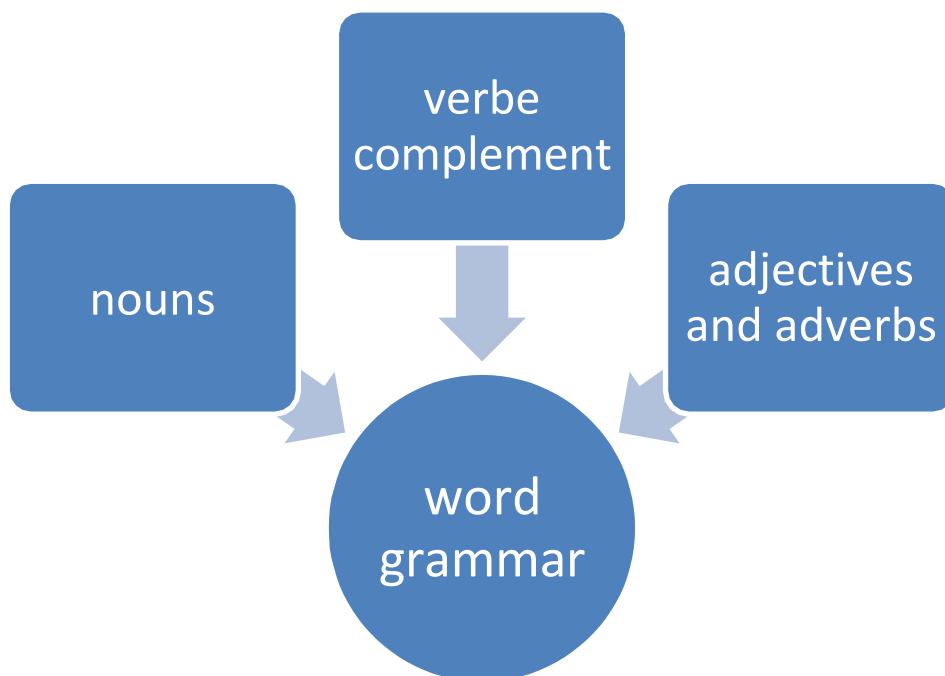 verbe
complement
nouns
adjectives
and adverbs
word
grammar